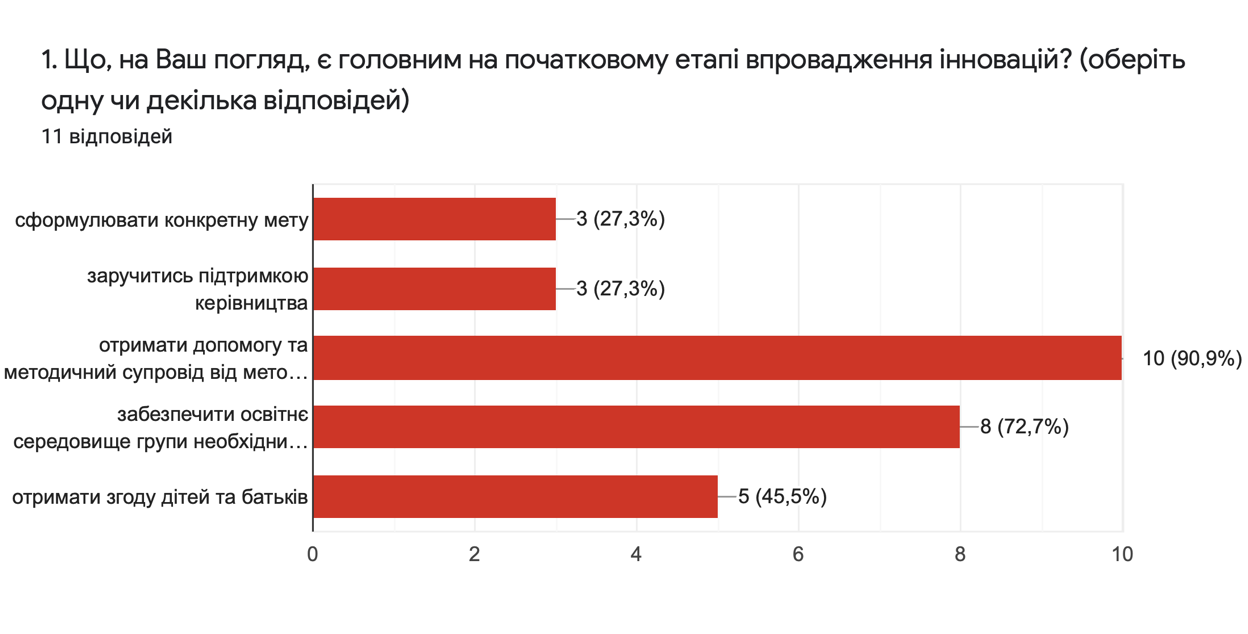 1. Що, на Ваш погляд, є головним на початковому етапі впровадження інновацій? (оберіть
одну чи декілька відповідей)
11 відповідей
сформулювати конкретну мету
3 (27,3%)
заручитись підтримкою
керівництва
3 (27,3%)
отримати допомогу та
методичний супровід від мето…
10 (90,9%)
забезпечити освітнє
середовище групи необхідни…
8 (72,7%)
отримати згоду дітей та батьків
5 (45,5%)
0 2 4 6 8 10